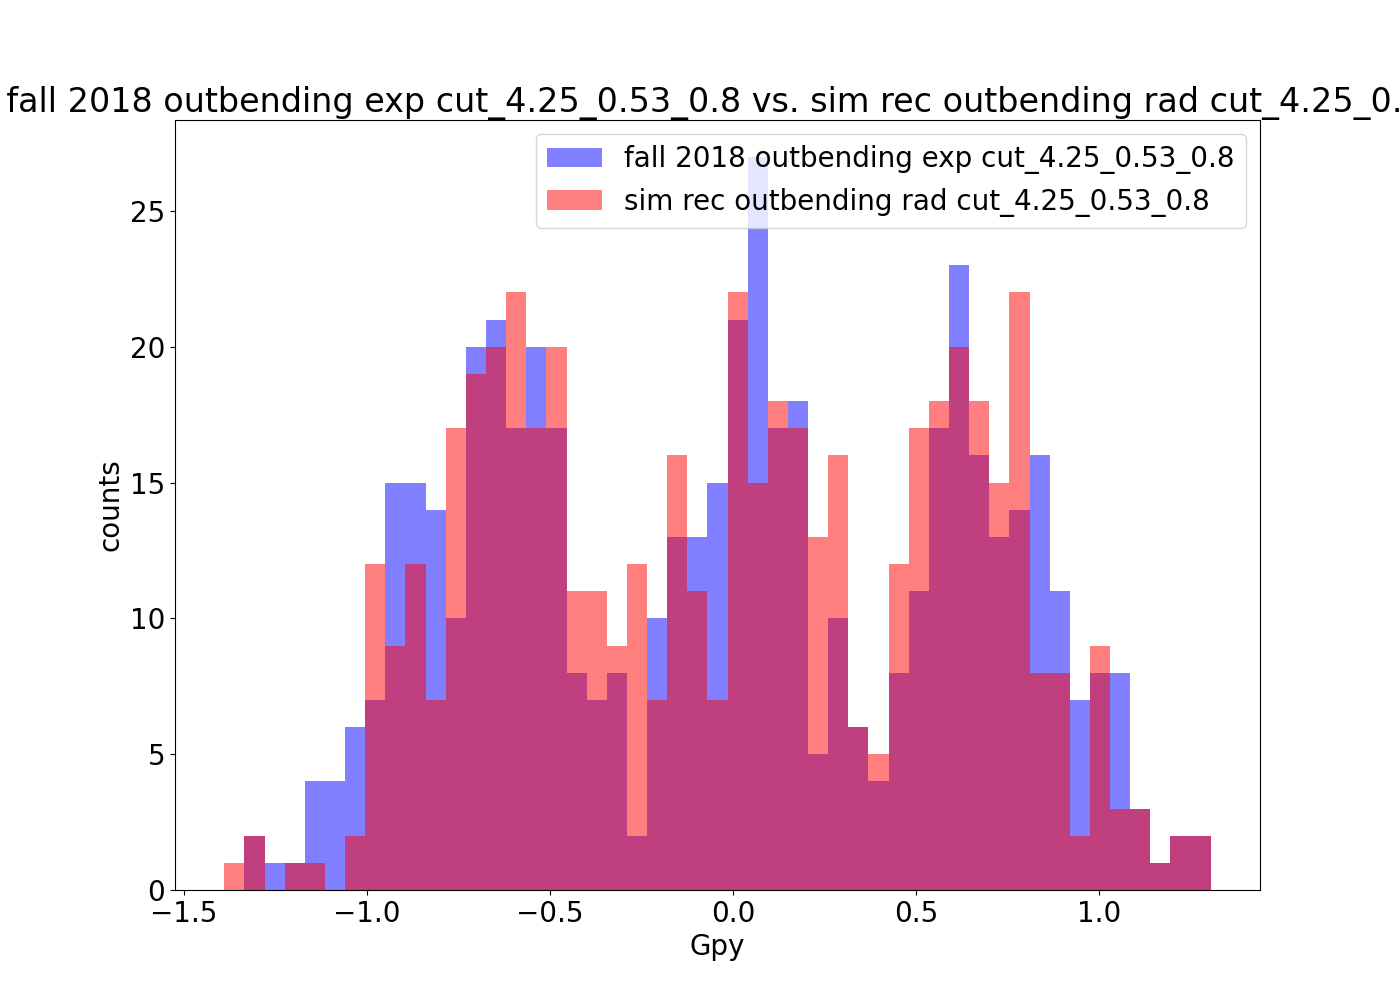 fall 2018 outbending exp cut_4.25_0.53_0.8 vs. sim rec outbending rad cut_4.25_0.
fall 2018 outbending exp cut_4.25_0.53_0.8
sim rec outbending rad cut_4.25_0.53_0.8
25
20
15
10
5
0
counts
−1.5 −1.0 −0.5 0.0 0.5 1.0
Gpy